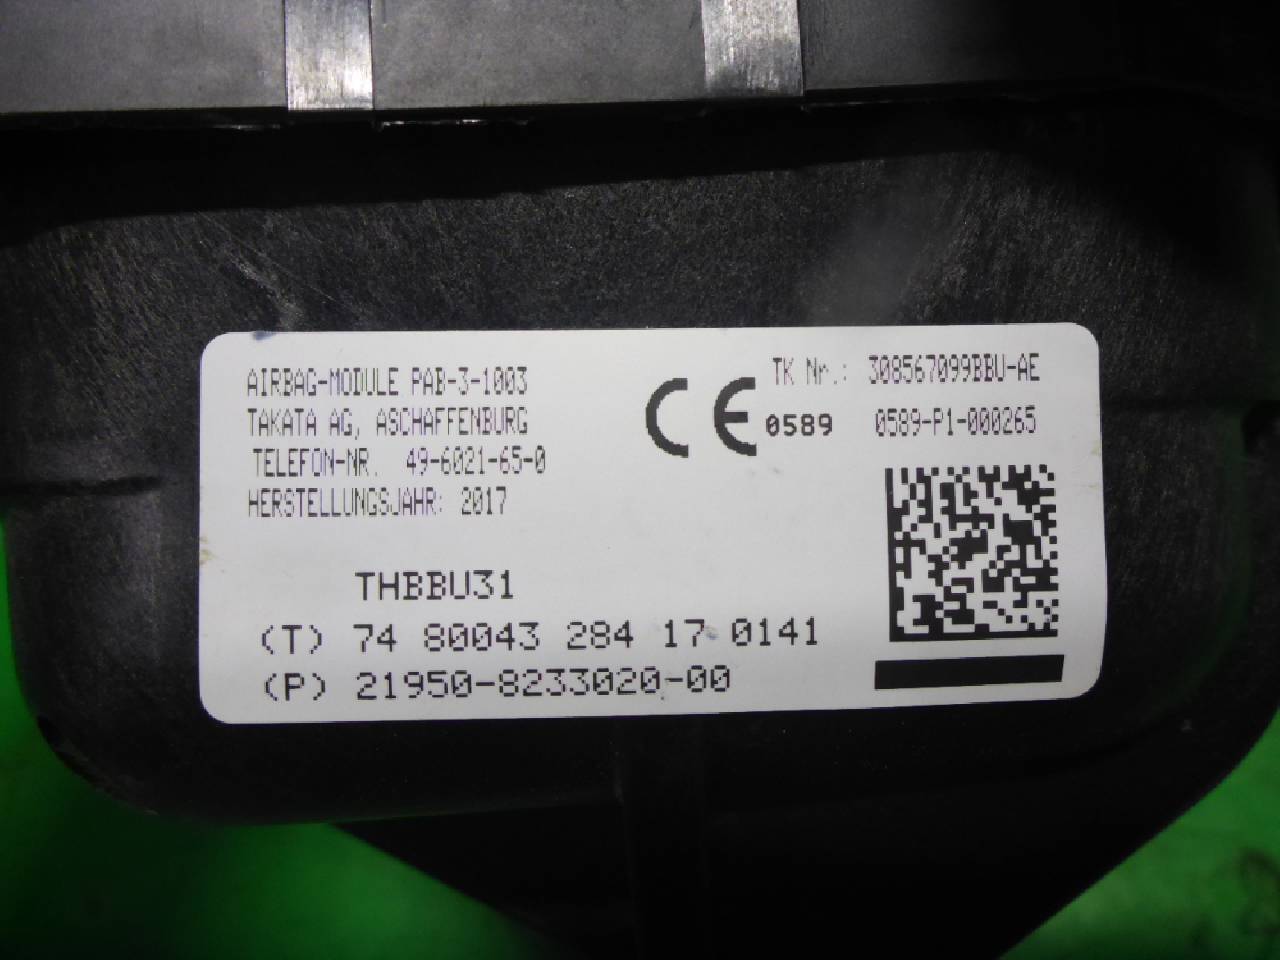 AIRBAG-MODULE PAB-3-1003
TAKATA AG, ASCHAFFENBURG
TELEFON-NR. 49-6021-65-0
HERSTELLUNGSJAHR: 2017
CE 0589
TK Nr.: 308567099BBU-AE
0589-P1-000265
THBBU31
(T) 74 80043 284 17 0141
(P) 21950-8233020-00